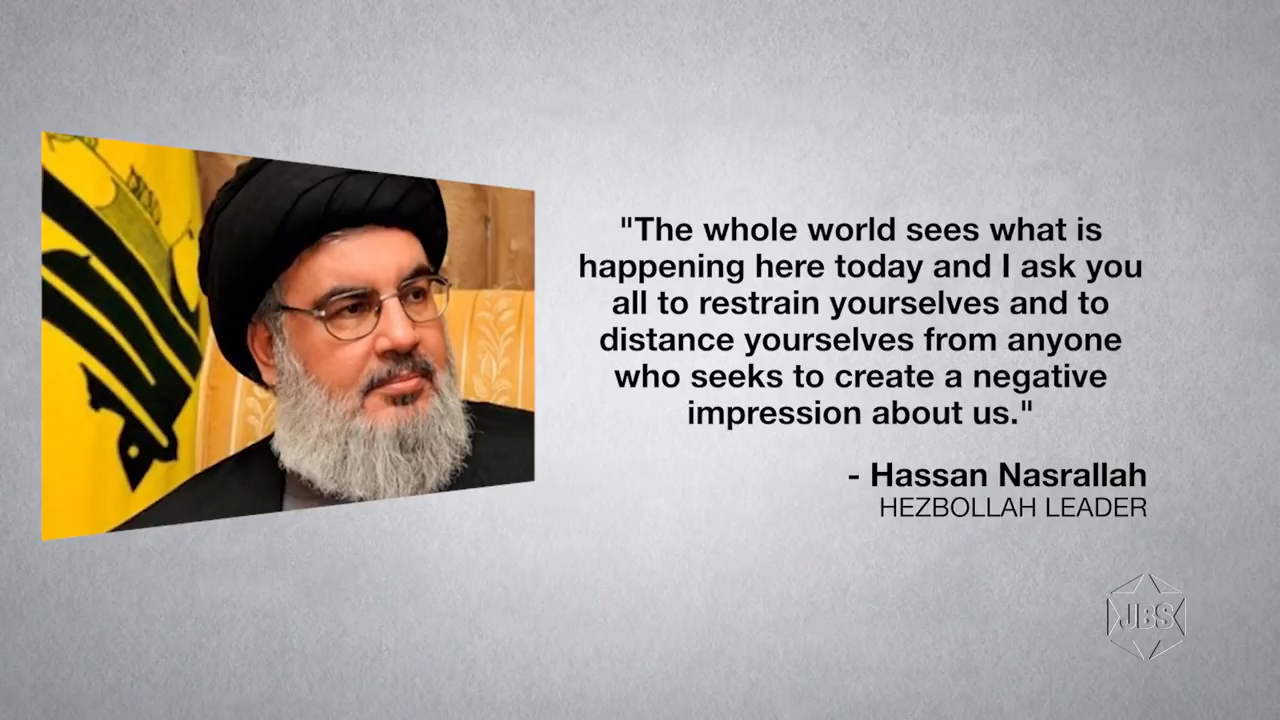 "The whole world sees what is
happening here today and I ask you
all to restrain yourselves and to
distance yourselves from anyone
who seeks to create a negative
impression about us."
- Hassan Nasrallah
HEZBOLLAH LEADER
JBS